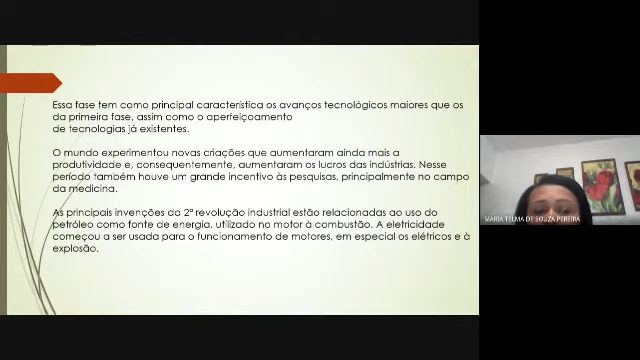 Essa fase tem como principal característica os avanços tecnológicos maiores que os
da primeira fase, assim como o aperfeiçoamento
de tecnologias já existentes.
O mundo experimentou novas criações que aumentaram ainda mais a
produtividade e, consequentemente, aumentaram os lucros das indústrias. Nesse
período também houve um grande incentivo às pesquisas, principalmente no campo
da medicina.
As principais invenções da 2ª revolução industrial estão relacionadas ao uso do
petróleo como fonte de energia, utilizado no motor à combustão. A eletricidade
começou a ser usada para o funcionamento de motores, em especial os elétricos e à
explosão.
MARIA TELMA DE SOUZA PEREIRA